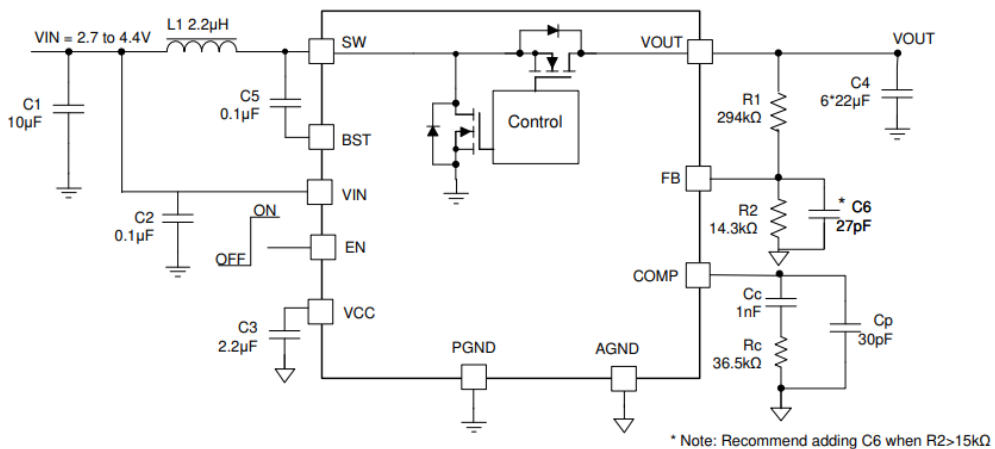 VIN = 2.7 to 4.4V
L1 2.2µH
SW
VOUT
VOUT
C1
10µF
C5
0.1µF
C4
6*22µF
R1
294kΩ
Control
BST
FB
VIN
C2
0.1µF
ON
OFF
EN
R2
14.3kΩ
* C6
27pF
COMP
VCC
C3
2.2µF
Cc
1nF
Cp
30pF
Rc
36.5kΩ
PGND
AGND
* Note: Recommend adding C6 when R2>15kΩ